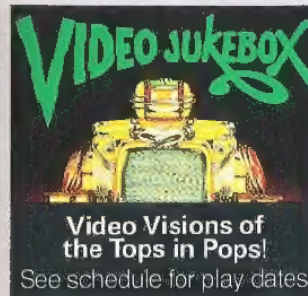 VIDEO JUKEBOX
Video Visions of
the Tops in Pops!
See schedule for play dates